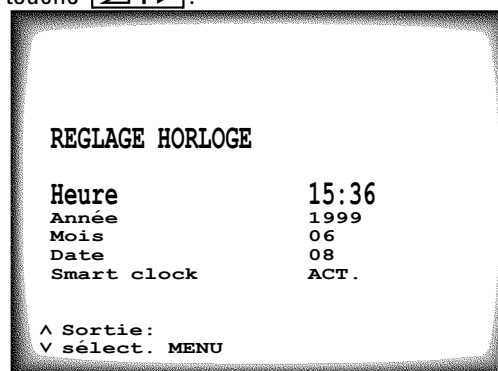 REGLAGE HORLOGE
Heure 15:36
Année 1999
Mois 06
Date 08
Smart clock ACT.
∧ Sortie:
∨ sélect. MENU